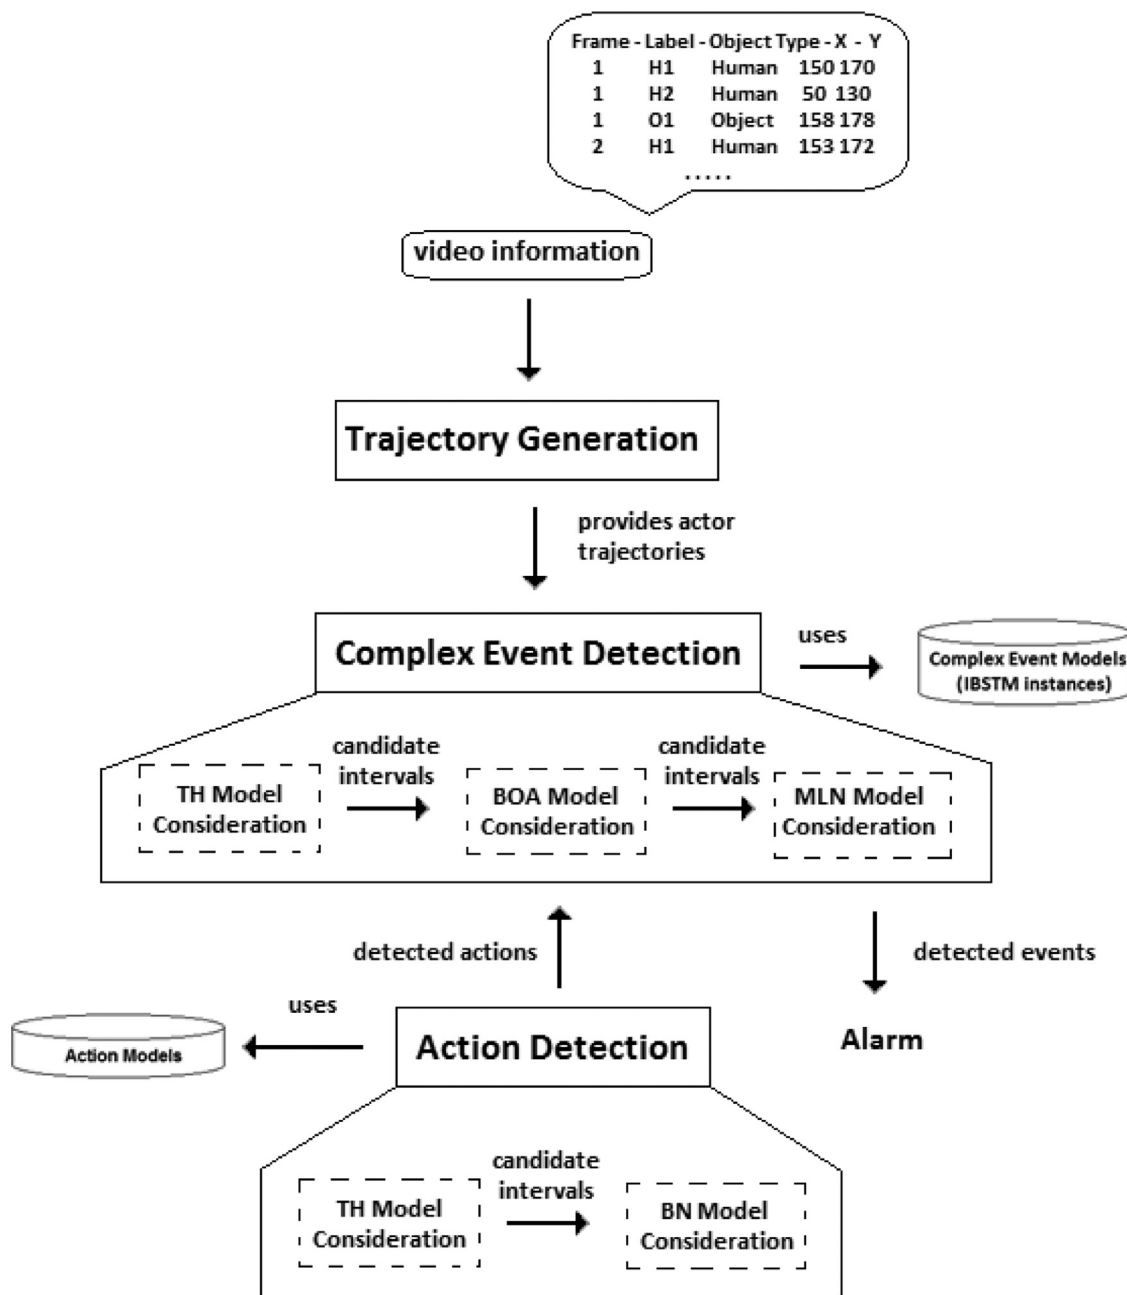 Frame - Label - Object Type - X - Y
1 H1 Human 150 170
1 H2 Human 50 130
1 O1 Object 158 178
2 H1 Human 153 172
.....
video information
Trajectory Generation
provides actor
trajectories
Complex Event Detection
uses
Complex Event Models
(IBSTM instances)
candidate
intervals
candidate
intervals
TH Model
Consideration
BOA Model
Consideration
MLN Model
Consideration
detected actions
detected events
uses
Action Models
Action Detection
Alarm
candidate
intervals
TH Model
Consideration
BN Model
Consideration